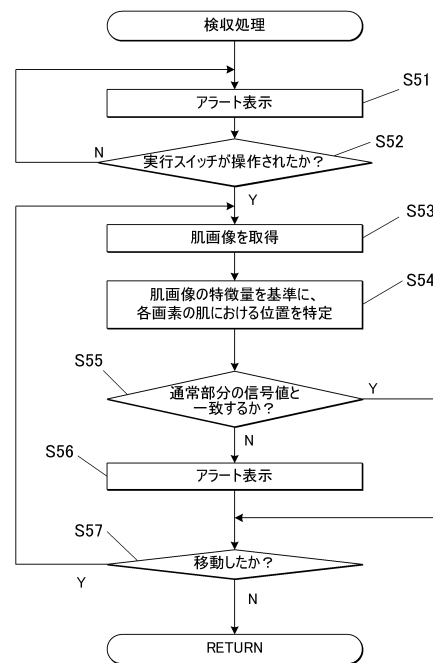 検収処理
アラート表示
S51
実行スイッチが操作されたか？
S52
N
Y
肌画像を取得
S53
肌画像の特徴量を基準に、
各画素の肌における位置を特定
S54
S55
通常部分の信号値と
一致するか？
Y
N
S56
アラート表示
S57
移動したか？
Y
N
RETURN